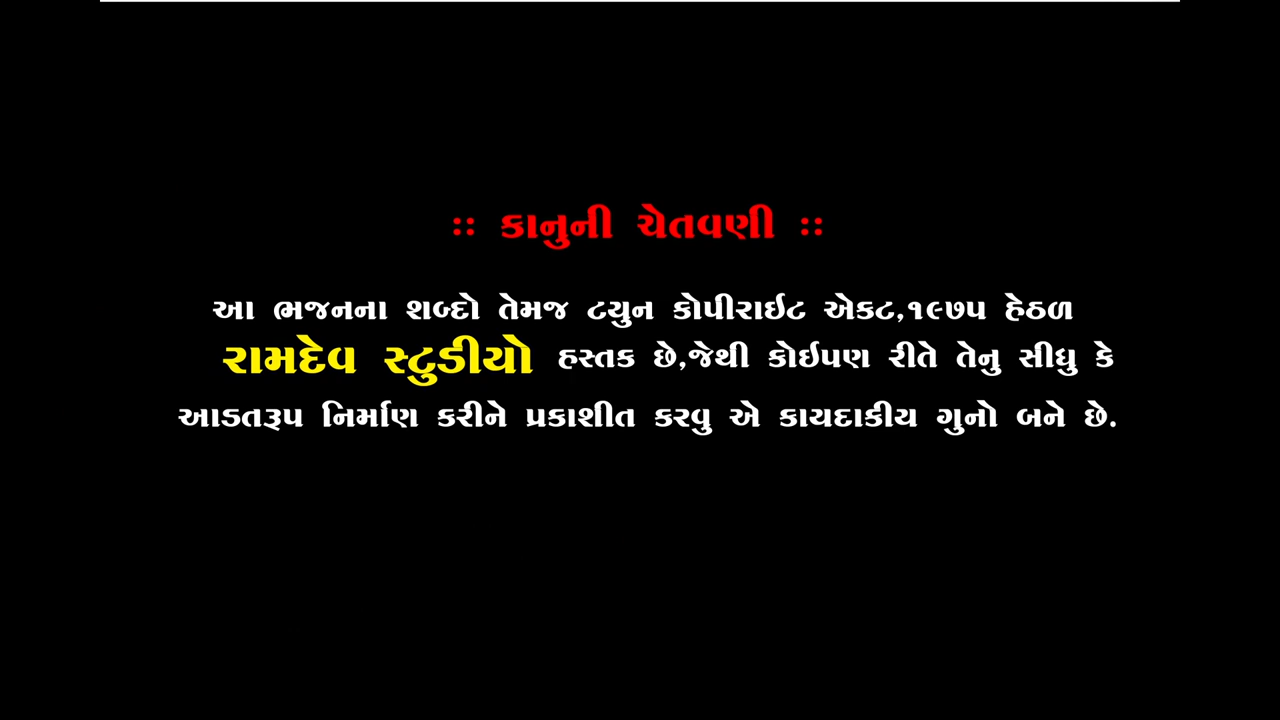 :: કાનુની ચેતવણી ::
આ ભજનના શબ્દો તેમજ ટયુન કોપીરાઈટ એકટ,૧૯૭૫ હેઠળ
રામદેવ સ્ટુડીયો હસ્તક છે,જેથી કોઈપણ રીતે તેનુ સીધુ કે
આડતરૂપ નિર્માણ કરીને પ્રકાશીત કરવુ એ કાયદાકીય ગુનો બને છે.